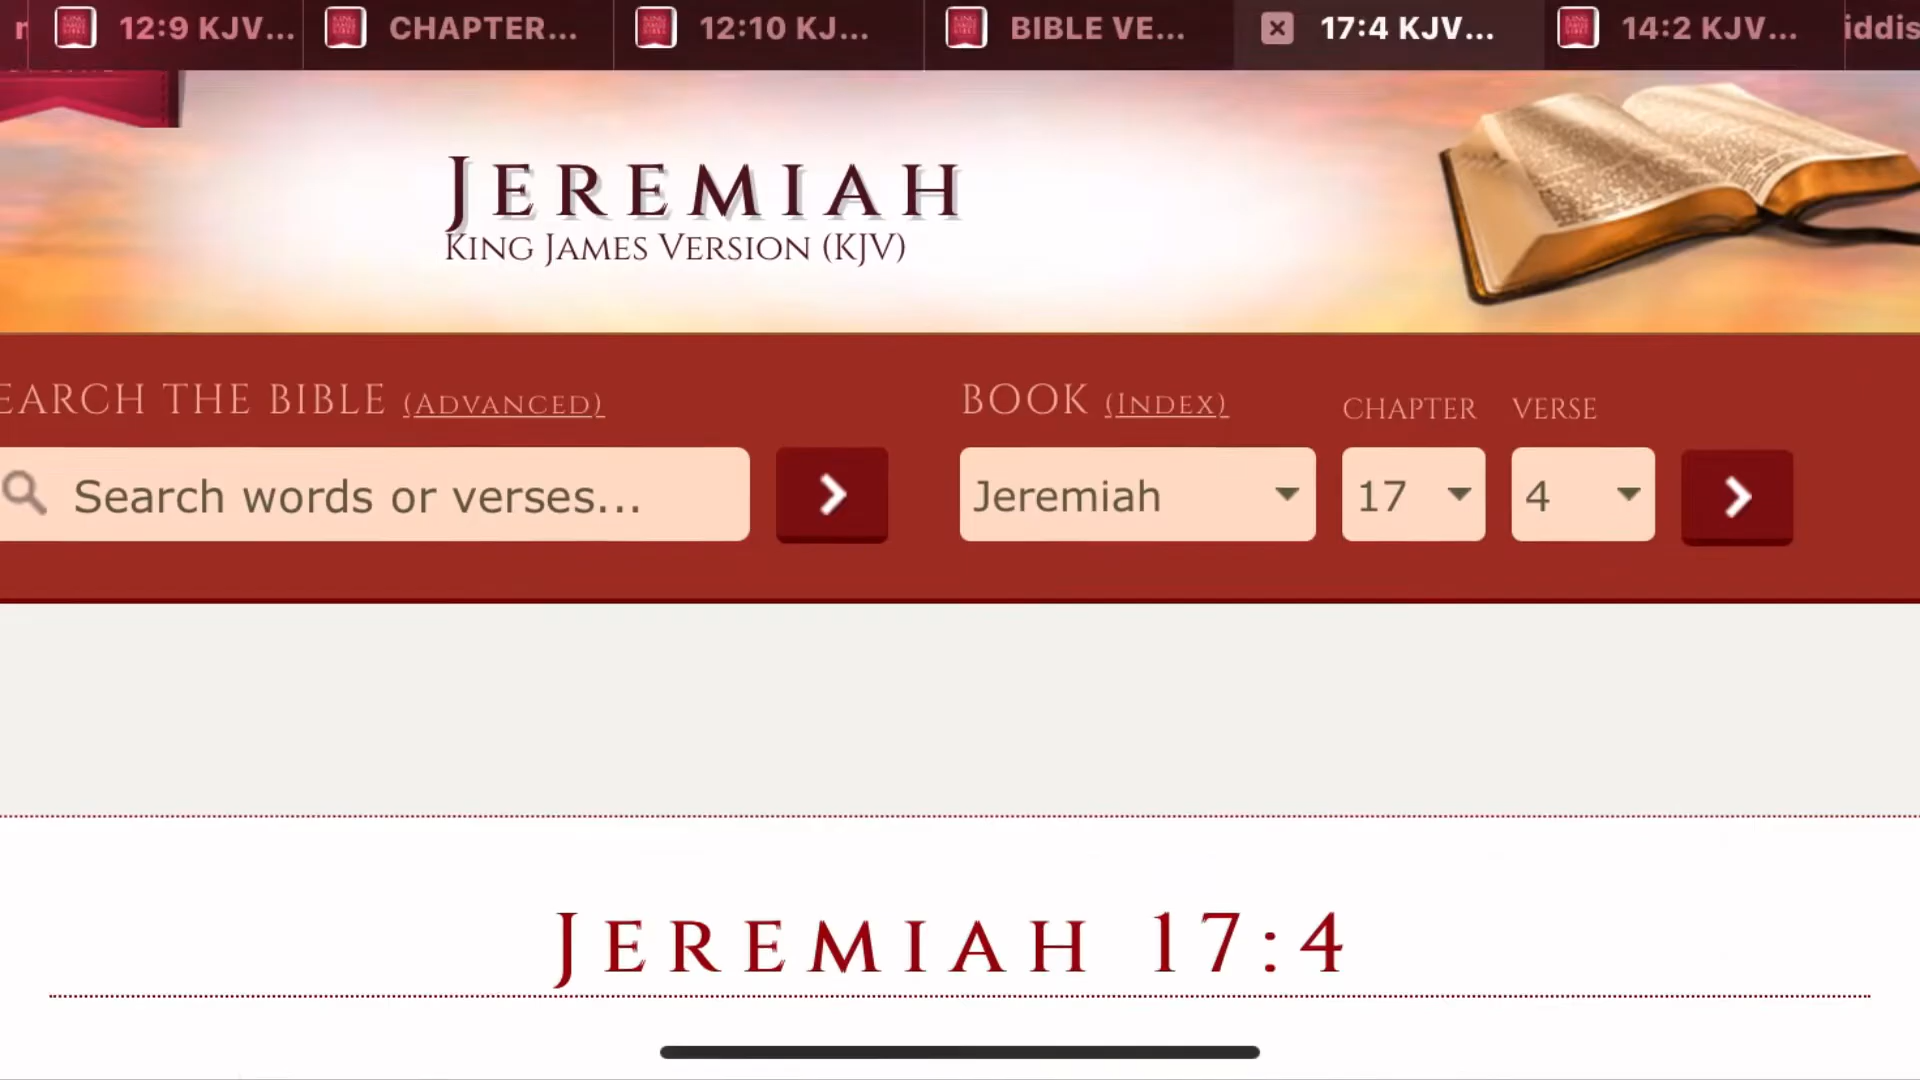 12:9 KJV... CHAPTER... 12:10 KJ... BIBLE VE... 17:4 KJV... 14:2 KJV... iddis
JEREMIAH
KING JAMES VERSION (KJV)
EARCH THE BIBLE (ADVANCED) BOOK (INDEX) CHAPTER VERSE
Search words or verses... Jeremiah 17 4
JEREMIAH 17:4